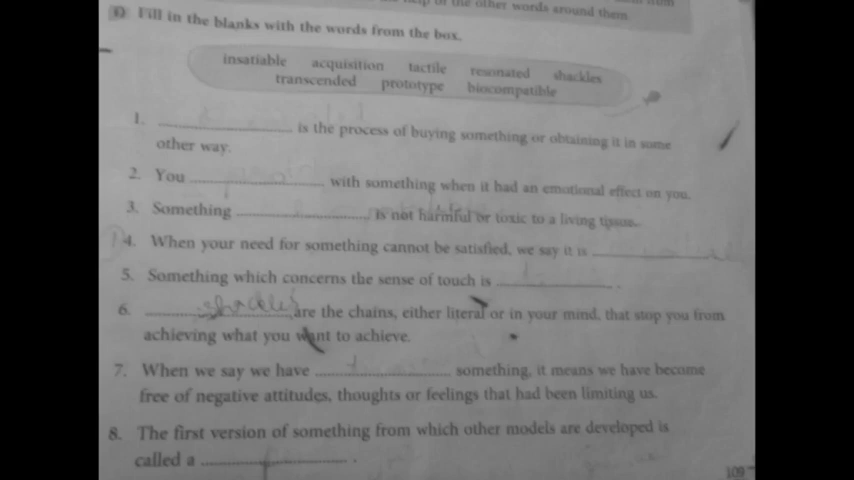 of the other words around them
D Fill in the blanks with the words from the box.
insatiable acquisition tactile resonated shackles
transcended prototype biocompatible
1. .............................. is the process of buying something or obtaining it in some
other way.
2. You .............................. with something when it had an emotional effect on you.
3. Something .............................. is not harmful or toxic to a living tissue.
4. When your need for something cannot be satisfied, we say it is ..............................
5. Something which concerns the sense of touch is .............................. .
6. shackles are the chains, either literal or in your mind, that stop you from
achieving what you want to achieve.
7. When we say we have .............................. something, it means we have become
free of negative attitudes, thoughts or feelings that had been limiting us.
8. The first version of something from which other models are developed is
called a .............................. .
109